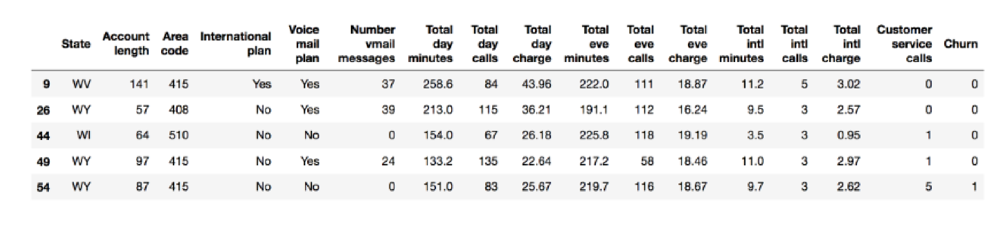 State Account length Area code International plan Voice mail plan Number vmail messages Total day minutes Total day calls Total day charge Total eve minutes Total eve calls Total eve charge Total intl minutes Total intl calls Total intl charge Customer service calls Churn
9 WV 141 415 Yes Yes 37 258.6 84 43.96 222.0 111 18.87 11.2 5 3.02 0 0
26 WY 57 408 No Yes 39 213.0 115 36.21 191.1 112 16.24 9.5 3 2.57 0 0
44 WI 64 510 No No 0 154.0 67 26.18 225.8 118 19.19 3.5 3 0.95 1 0
49 WY 97 415 No Yes 24 133.2 135 22.64 217.2 58 18.46 11.0 3 2.97 1 0
54 WY 87 415 No No 0 151.0 83 25.67 219.7 116 18.67 9.7 3 2.62 5 1